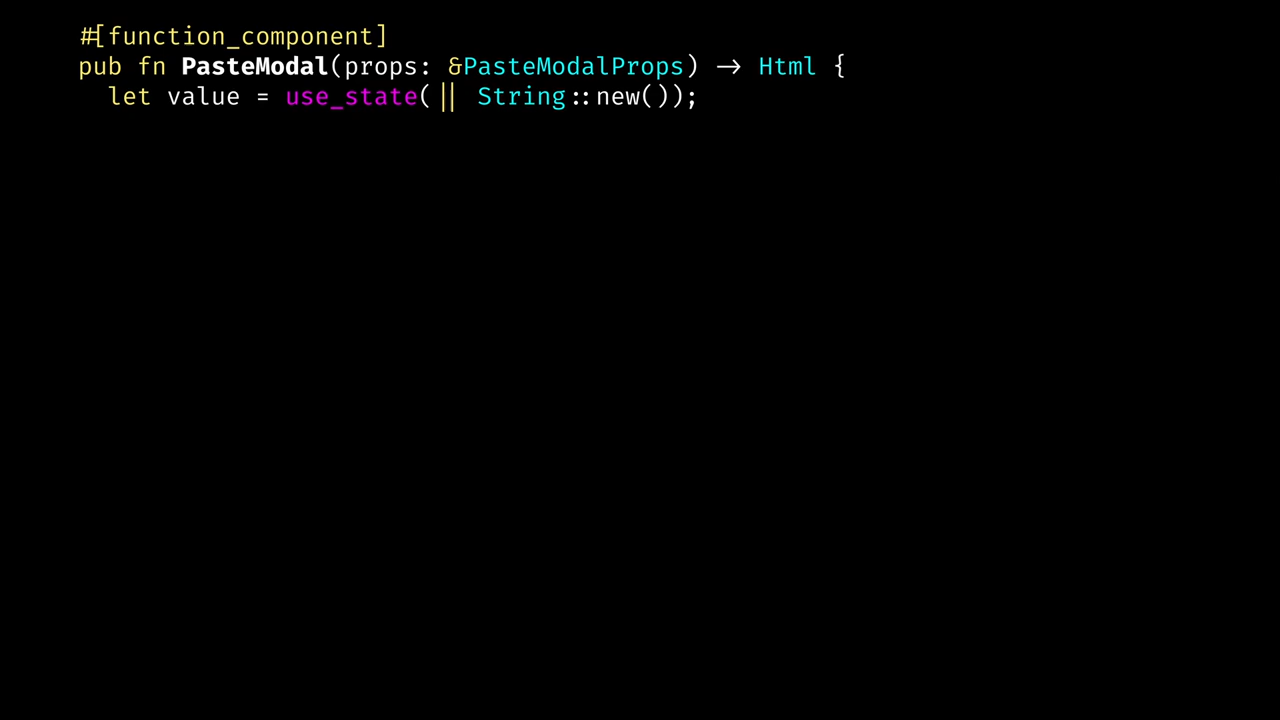 #[function_component]
pub fn PasteModal(props: &PasteModalProps) -> Html {
  let value = use_state(|| String::new());